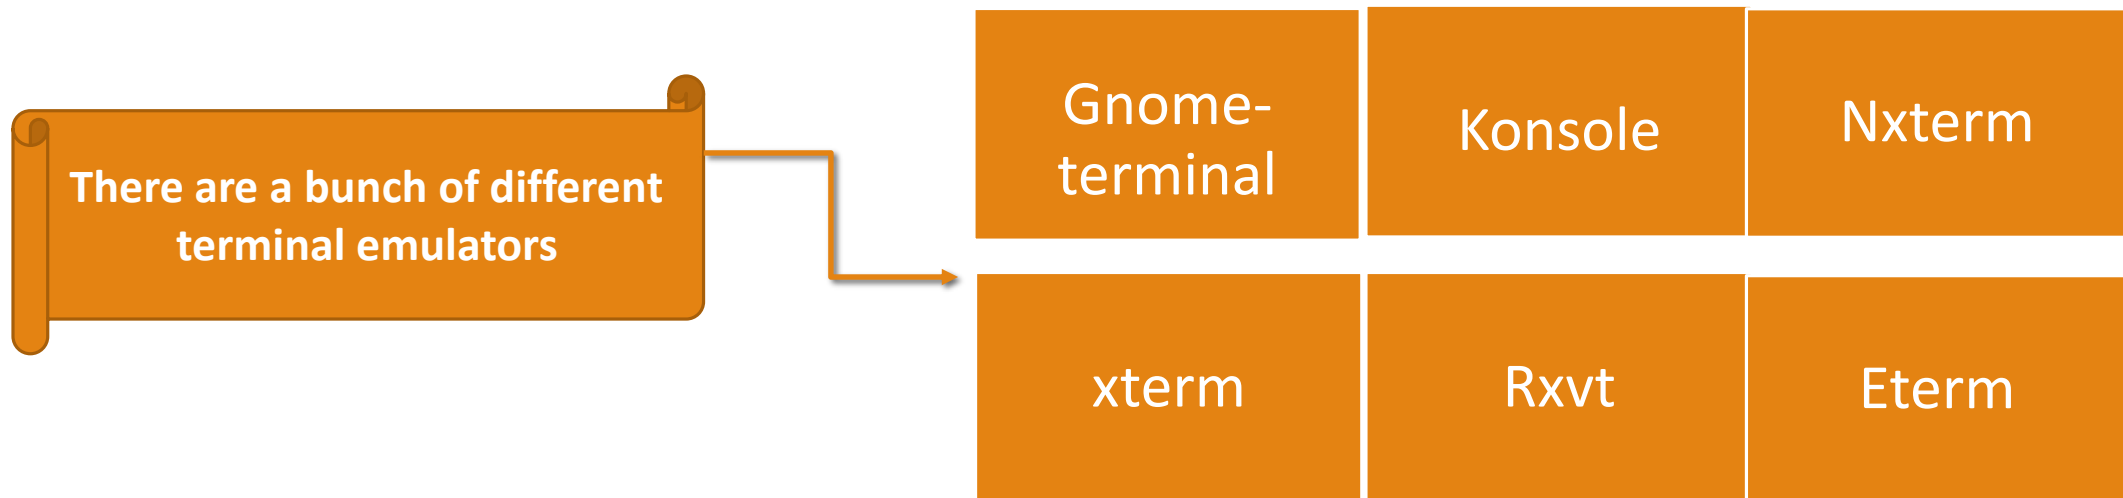 There are a bunch of different
terminal emulators
Gnome-
terminal
Konsole
Nxterm
xterm
Rxvt
Eterm